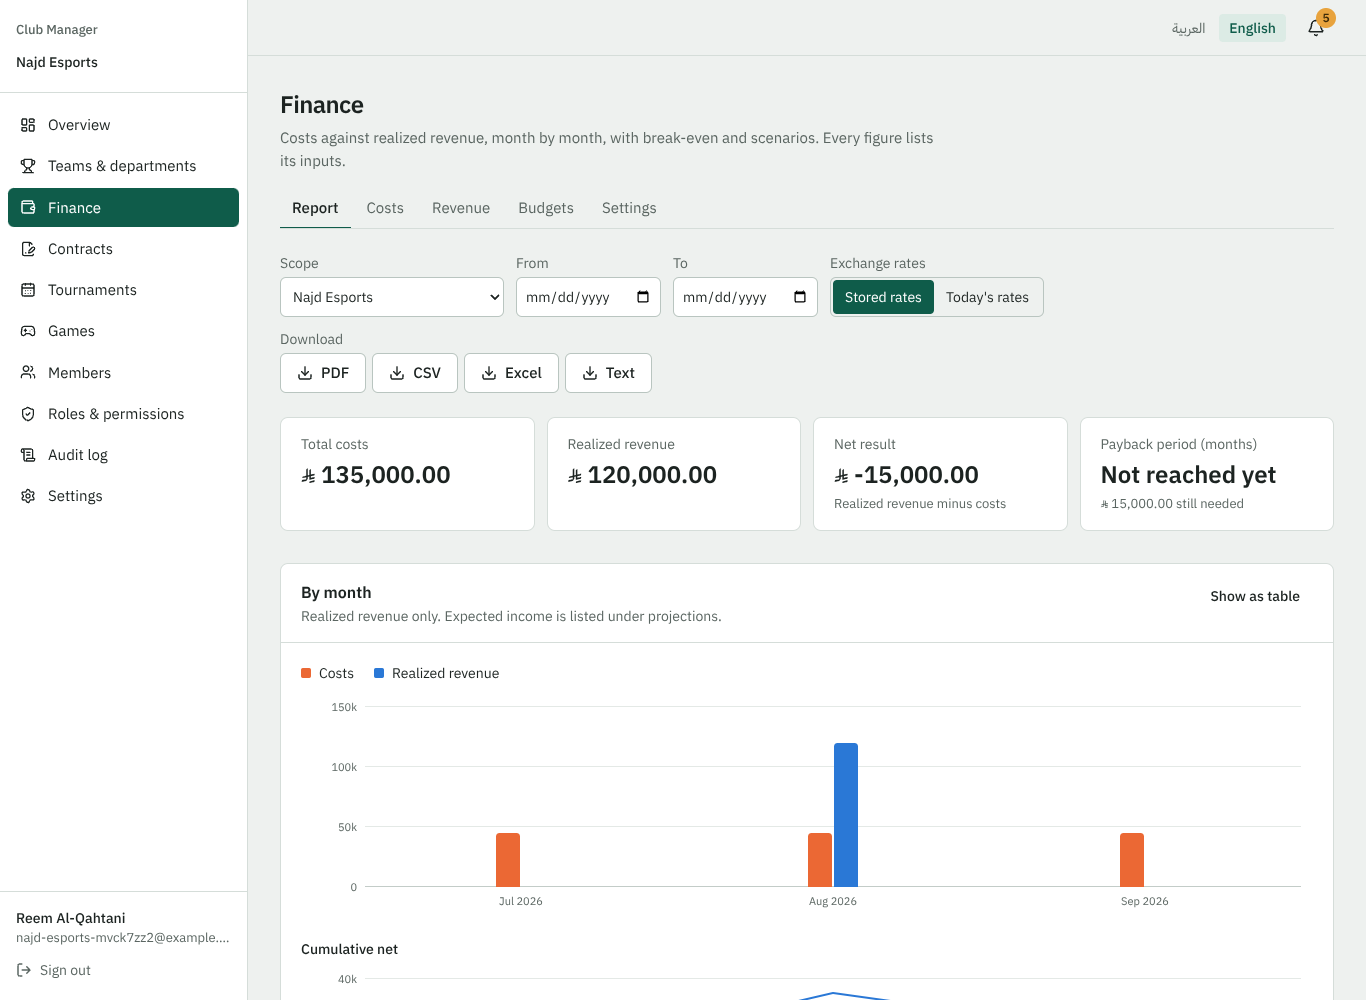 Club Manager
Najd Esports
Overview
Teams & departments
Finance
Contracts
Tournaments
Games
Members
Roles & permissions
Audit log
Settings
Reem Al-Qahtani
najd-esports-mvck7zz2@example....
Sign out
العربية
English
5
Finance
Costs against realized revenue, month by month, with break-even and scenarios. Every figure lists
its inputs.
Report Costs Revenue Budgets Settings
Scope From To Exchange rates
Najd Esports mm/dd/yyyy mm/dd/yyyy Stored rates Today's rates
Download
PDF CSV Excel Text
Total costs
⃁ 135,000.00
Realized revenue
⃁ 120,000.00
Net result
⃁ -15,000.00
Realized revenue minus costs
Payback period (months)
Not reached yet
⃁ 15,000.00 still needed
By month
Show as table
Realized revenue only. Expected income is listed under projections.
Costs Realized revenue
150k
100k
50k
0
Jul 2026 Aug 2026 Sep 2026
Cumulative net
40k